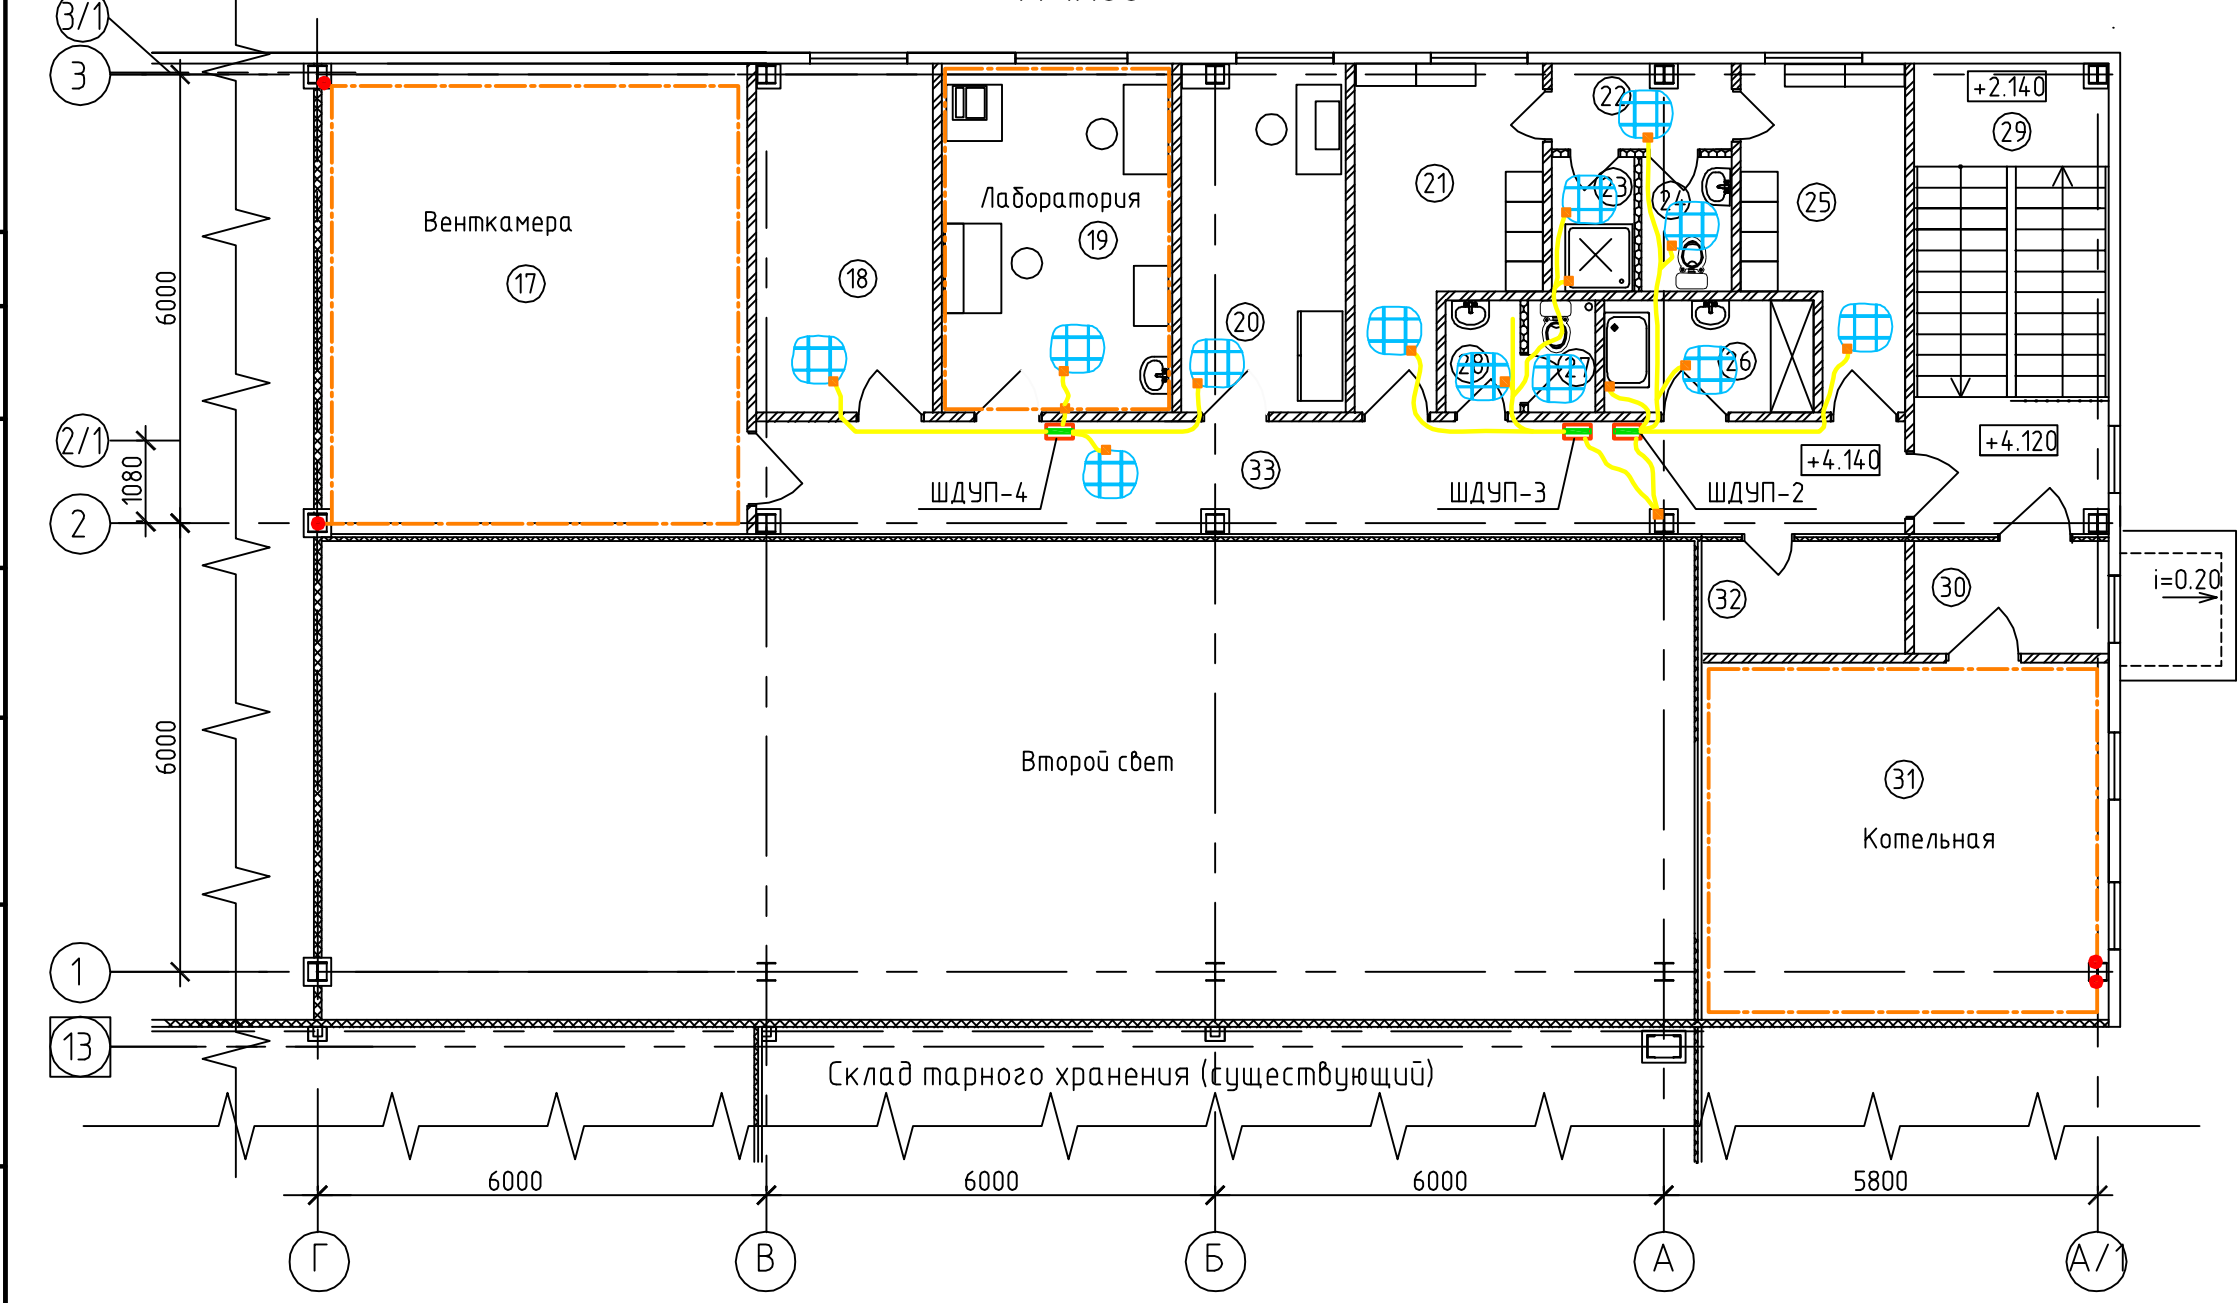 3/1
3
+2.140
22
29
21
23
24
25
Лаборатория
Венткамера
19
17
18
20
28
27
26
6000
2/1
1080
2
33
+4.120
+4.140
ШДУП-4
ШДУП-3
ШДУП-2
32
30
i=0.20
6000
Второй свет
31
Котельная
1
13
Склад тарного хранения (существующий)
6000
6000
6000
5800
Г
В
Б
А
А/1